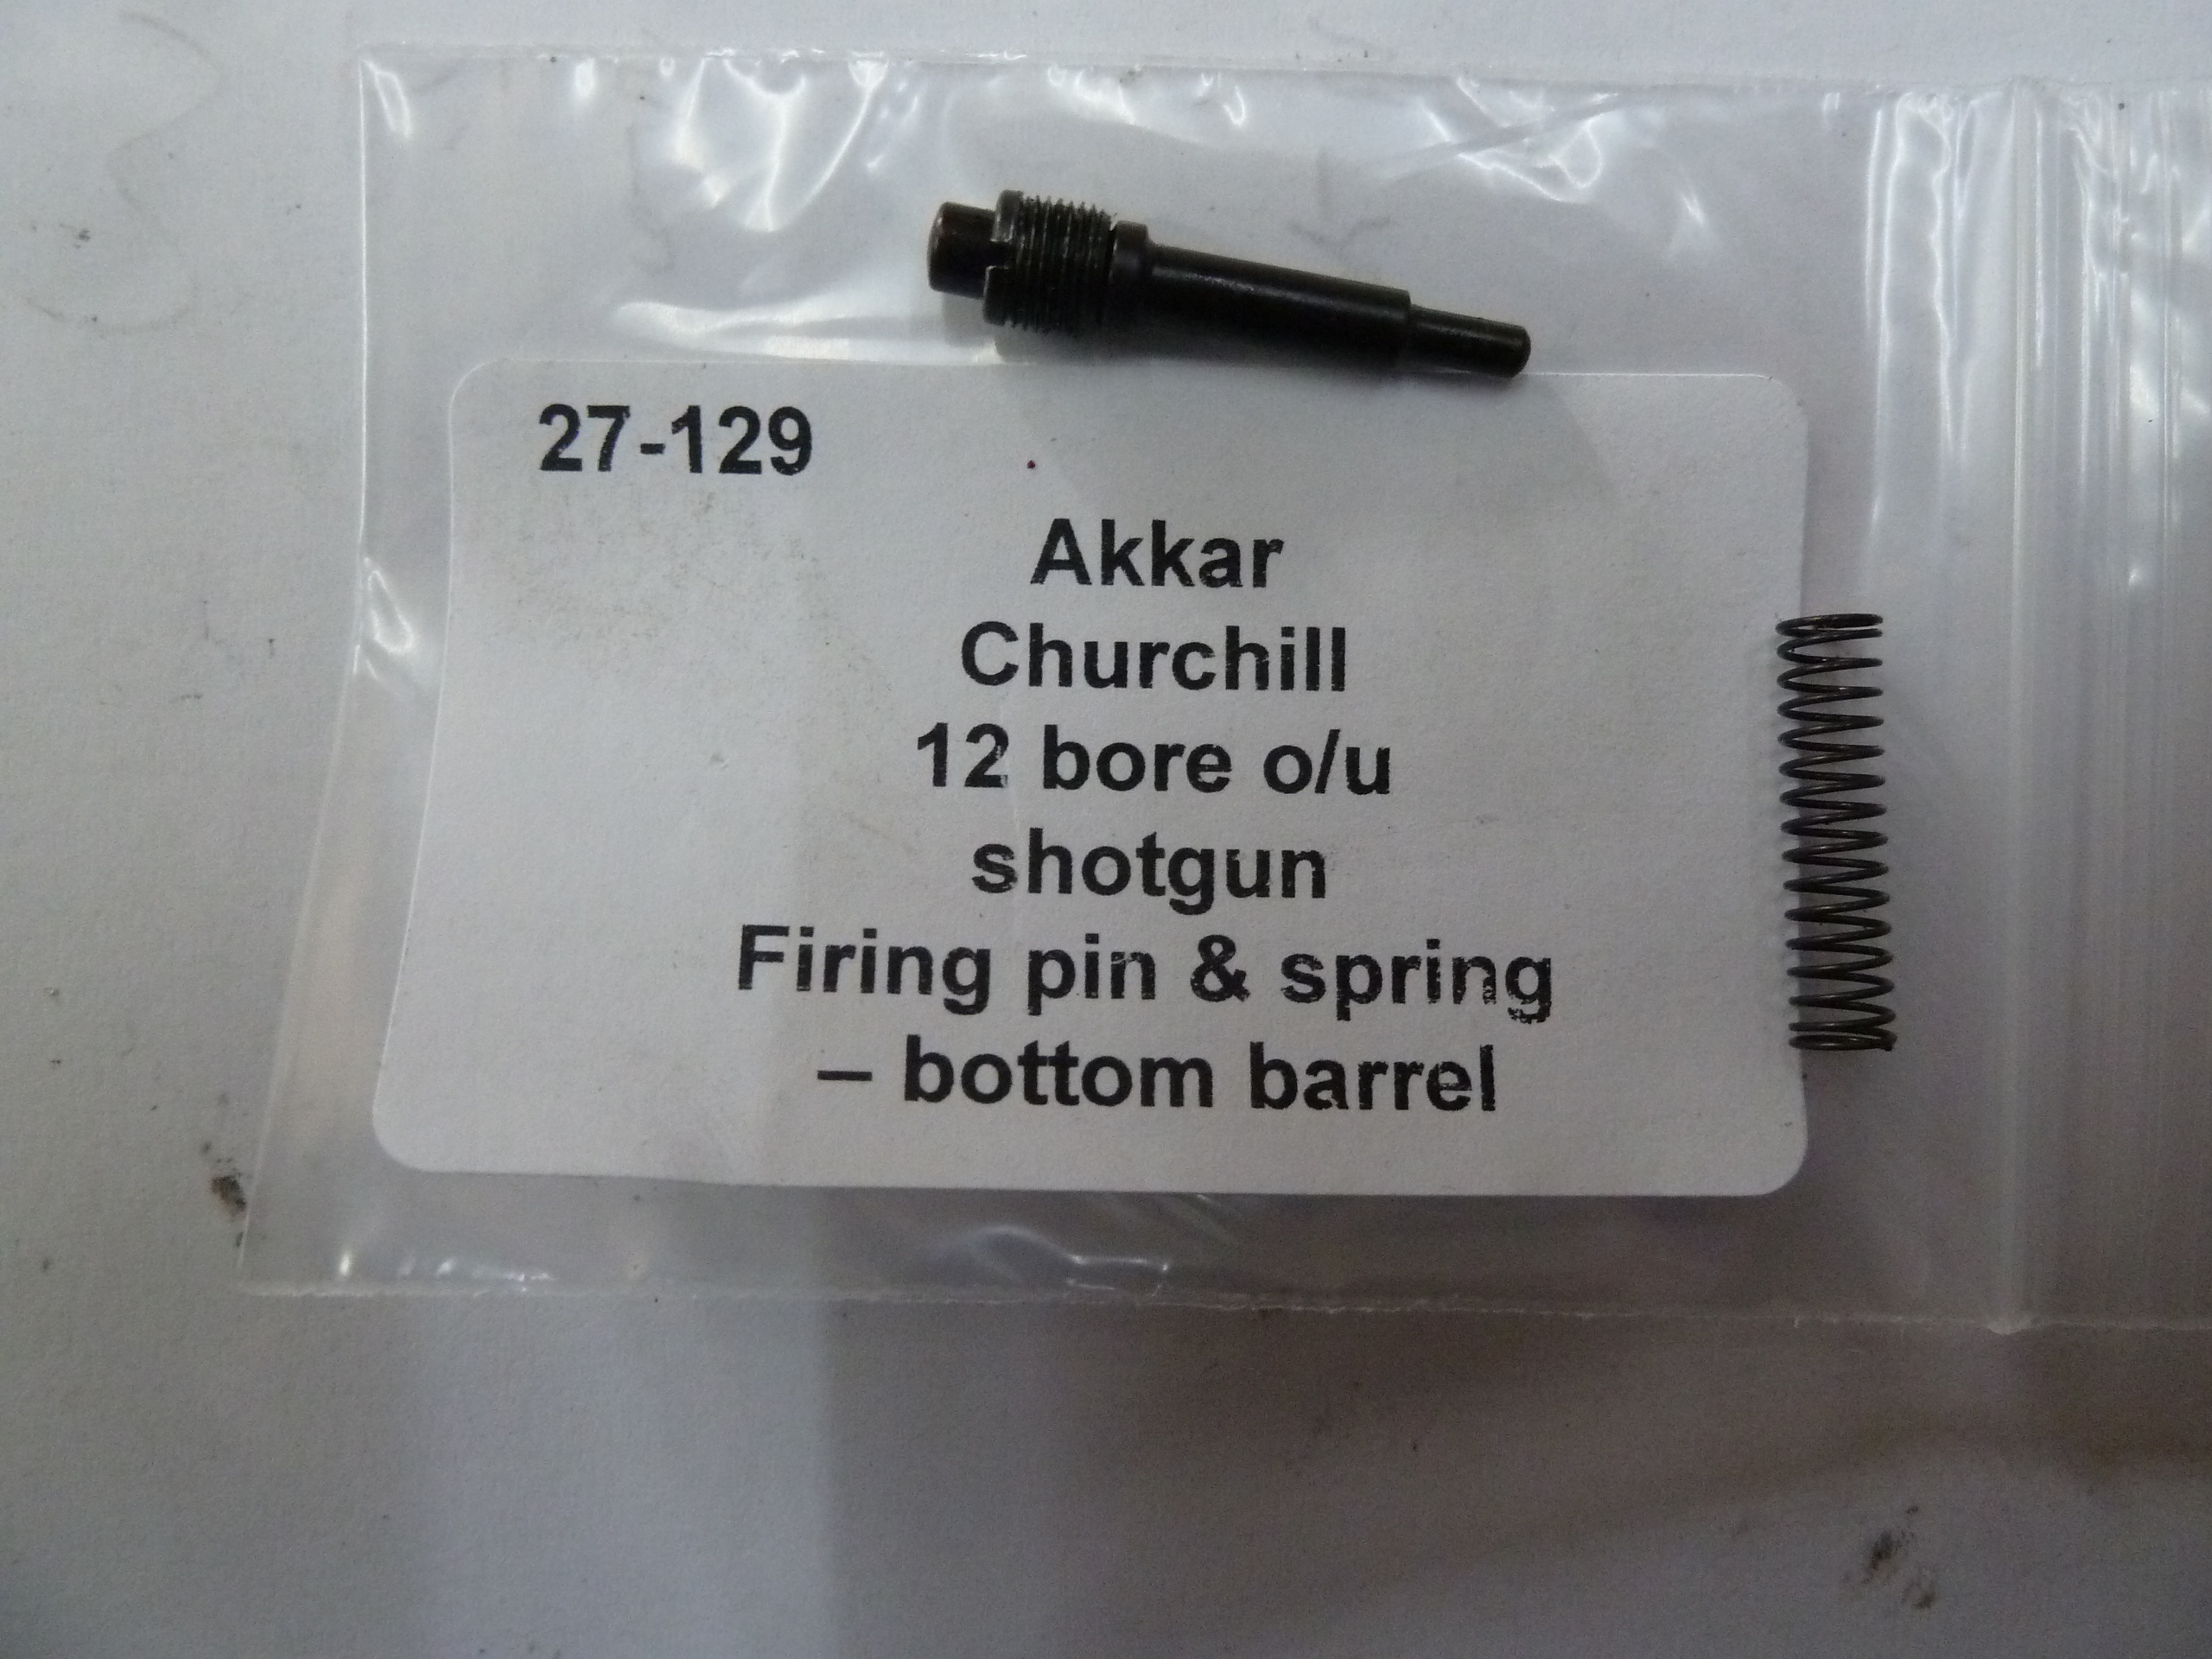 27-129
Akkar
Churchill
12 bore o/u
shotgun
Firing pin & spring
– bottom barrel